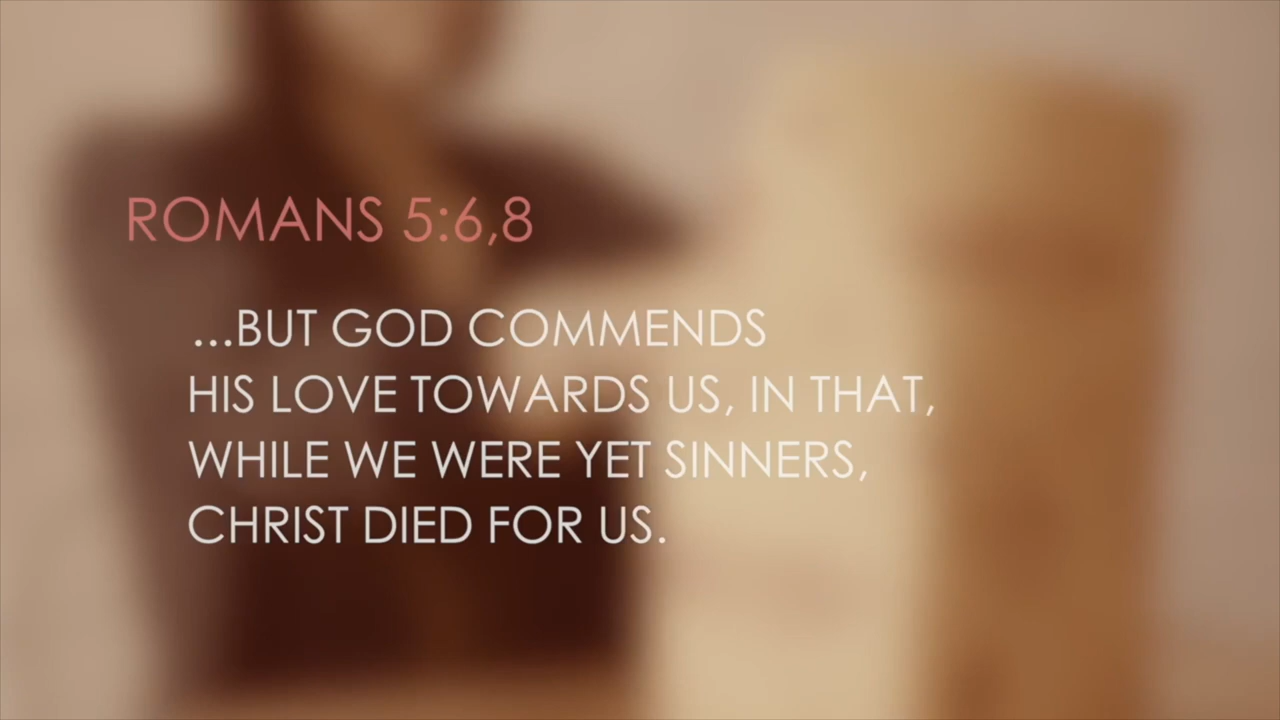 ROMANS 5:6,8
...BUT GOD COMMENDS
HIS LOVE TOWARDS US, IN THAT,
WHILE WE WERE YET SINNERS,
CHRIST DIED FOR US.